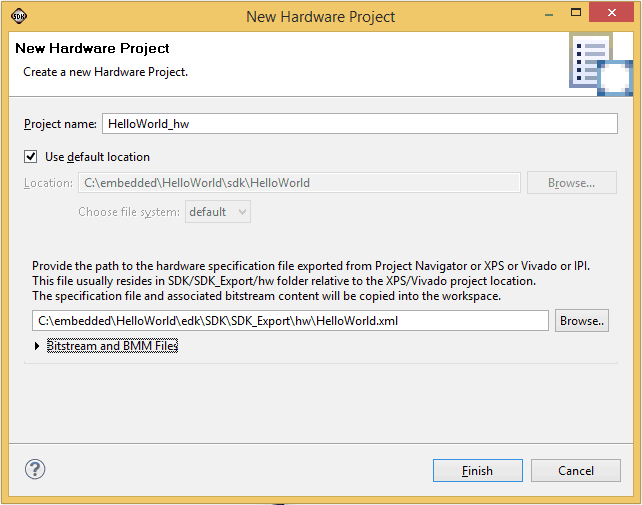 SDK
New Hardware Project
New Hardware Project
Create a new Hardware Project.
Project name: HelloWorld_hw
Use default location
Location: C:\embedded\HelloWorld\sdk\HelloWorld Browse...
Choose file system: default
Provide the path to the hardware specification file exported from Project Navigator or XPS or Vivado or IPI.
This file usually resides in SDK/SDK_Export/hw folder relative to the XPS/Vivado project location.
The specification file and associated bitstream content will be copied into the workspace.
C:\embedded\HelloWorld\edk\SDK\SDK_Export\hw\HelloWorld.xml Browse..
Bitstream and BMM Files
? Finish Cancel